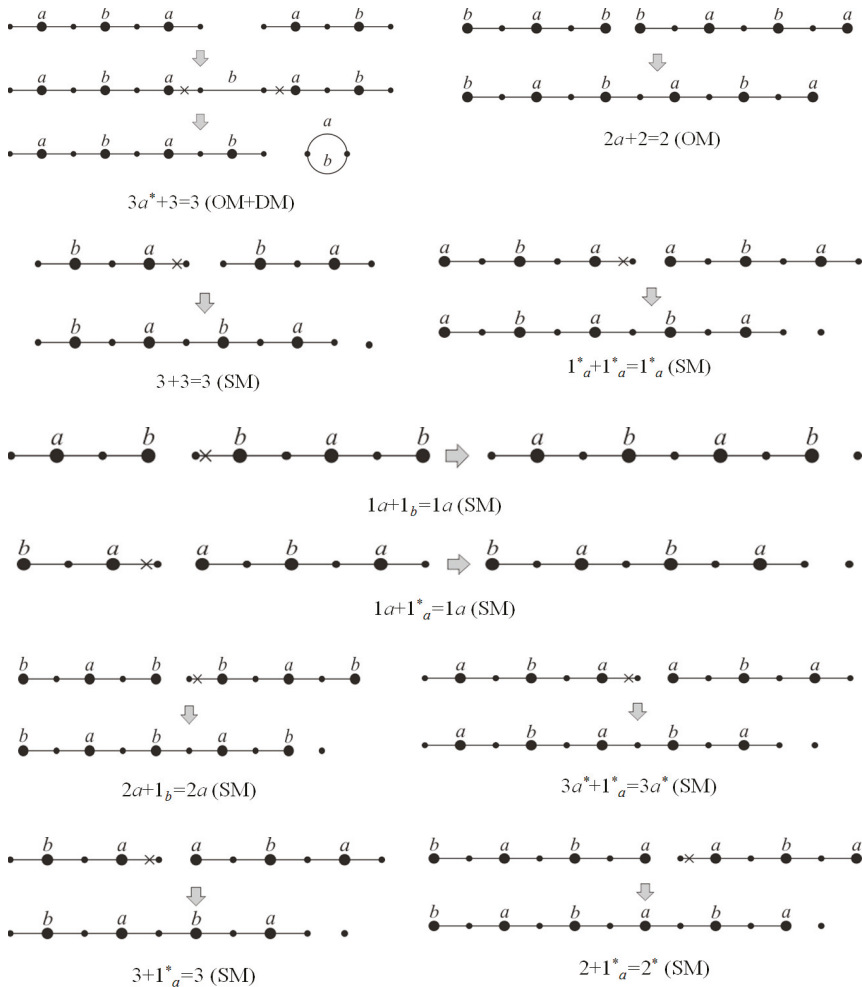 a b a a b
a b a b a b
a b a b a
b
3a*+3=3 (OM+DM)
b a b b a b a
b a b a b a
2a+2=2 (OM)
b a b a
b a b a
3+3=3 (SM)
a b a a b a
a b a b a
1*a+1*a=1*a (SM)
a b b a b a b a b
1a+1b=1a (SM)
b a a b a b a b a
1a+1*a=1a (SM)
b a b b a b
b a b a b
2a+1b=2a (SM)
a b a a b a
a b a b a
3a*+1*a=3a* (SM)
b a a b a
b a b a
3+1*a=3 (SM)
b a b a a b a
b a b a b a
2+1*a=2* (SM)